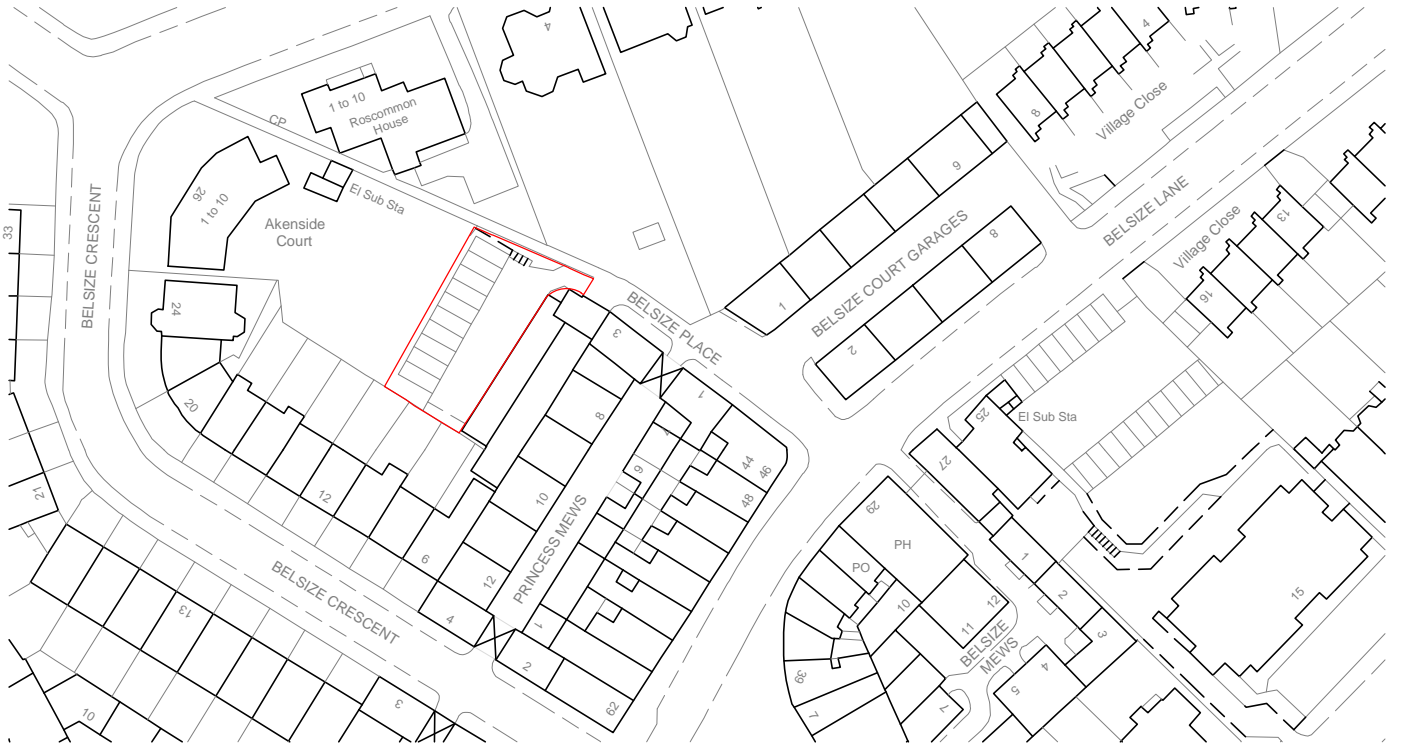 4
4
1 to 10
Roscommon
House
CP
8
Village Close
33
26
1 to 10
El Sub Sta
Akenside
Court
BELSIZE CRESCENT
6
BELSIZE LANE
BELSIZE COURT GARAGES
8
Village Close
13
16
24
1
BELSIZE PLACE
3
2
1
20
8
25
El Sub Sta
27
44
46
48
9
12
10
21
29
PH
PO
PRINCESS MEWS
6
12
10
1
2
15
BELSIZE CRESCENT
13
4
1
12
11
BELSIZE
MEWS
3
4
5
2
39
7
7
62
3
10